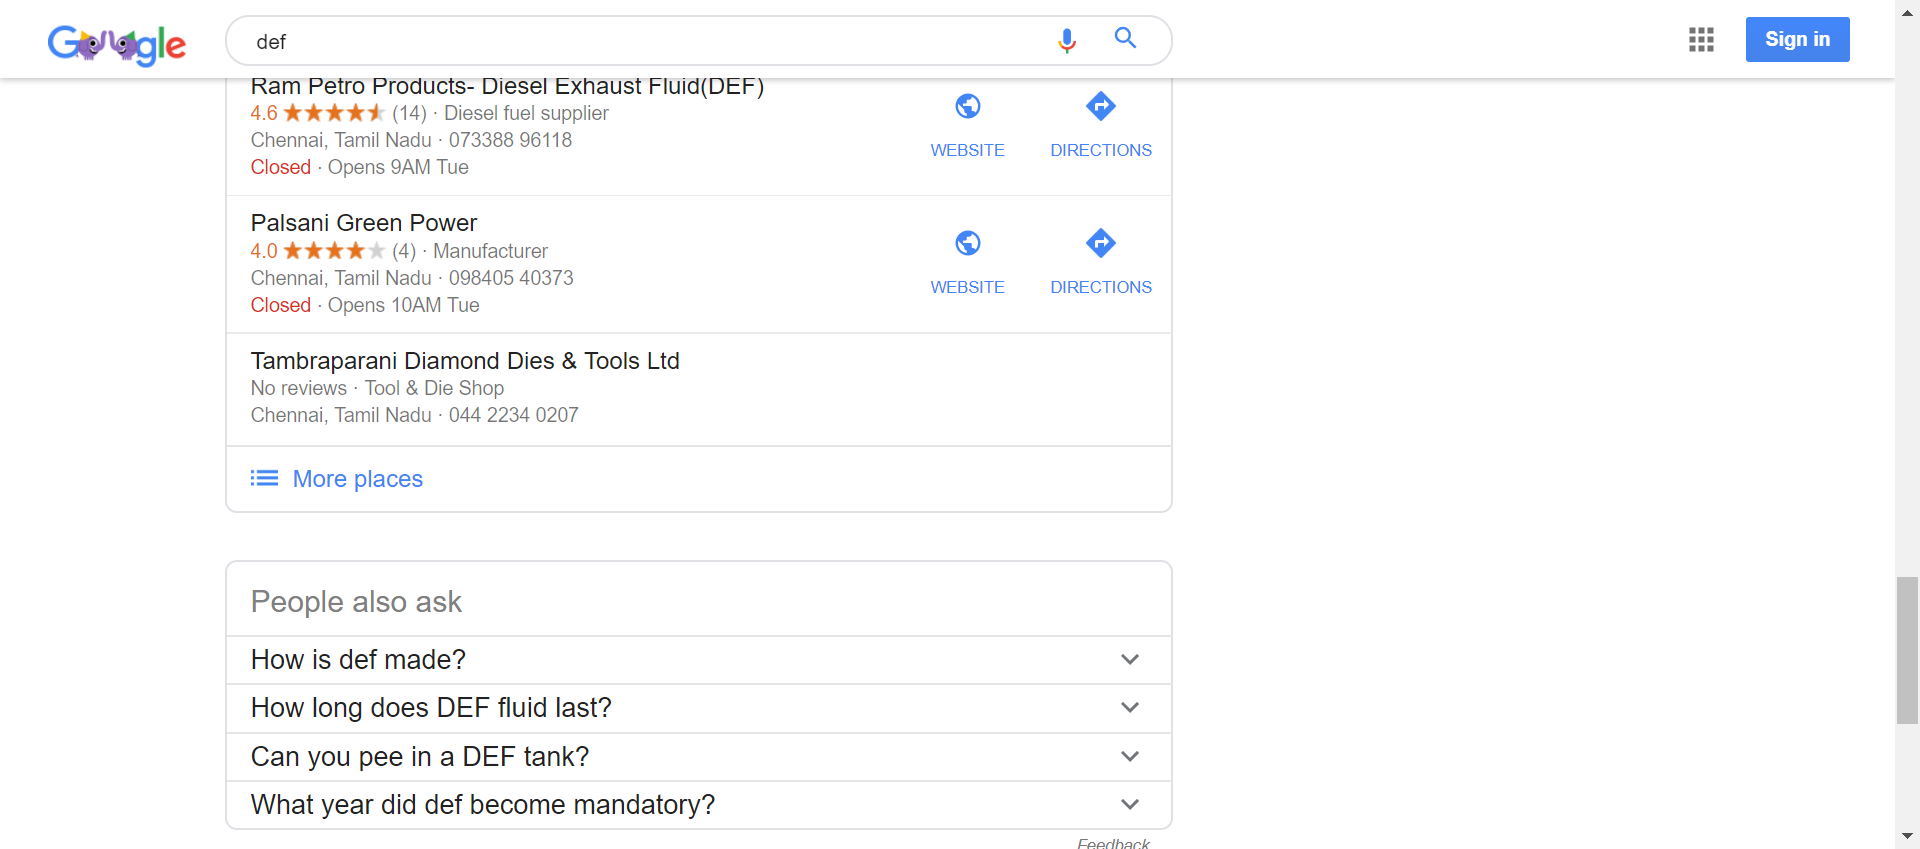 Google
def
Sign in
Ram Petro Products- Diesel Exhaust Fluid(DEF)
4.6 (14) · Diesel fuel supplier
Chennai, Tamil Nadu · 073388 96118
Closed · Opens 9AM Tue
WEBSITE
DIRECTIONS
Palsani Green Power
4.0 (4) · Manufacturer
Chennai, Tamil Nadu · 098405 40373
Closed · Opens 10AM Tue
WEBSITE
DIRECTIONS
Tambraparani Diamond Dies & Tools Ltd
No reviews · Tool & Die Shop
Chennai, Tamil Nadu · 044 2234 0207
More places
People also ask
How is def made?
How long does DEF fluid last?
Can you pee in a DEF tank?
What year did def become mandatory?
Feedback